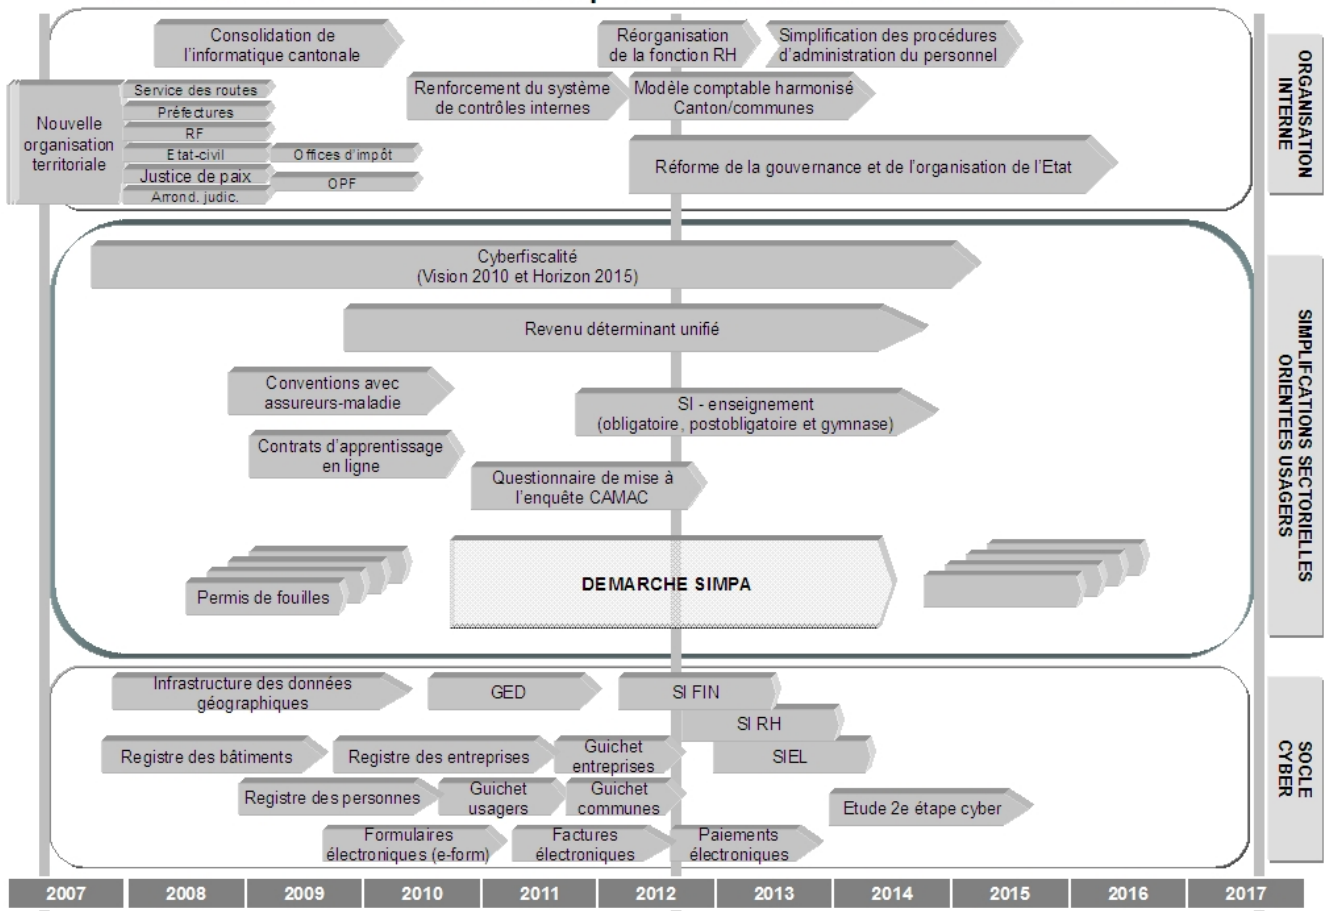 Consolidation de
l'informatique cantonale
Réorganisation
de la fonction RH
Simplification des procédures
d'administration du personnel
Renforcement du système
de contrôles internes
Modèle comptable harmonisé
Canton/communes
Nouvelle
organisation
territoriale
Service des routes
Préfectures
RF
Etat-civil
Justice de paix
Arrond. judic.
Offices d'impôt
OPF
Réforme de la gouvernance et de l'organisation de l'Etat
ORGANISATION
INTERNE
Cyberfiscalité
(Vision 2010 et Horizon 2015)
Revenu déterminant unifié
Conventions avec
assureurs-maladie
SI - enseignement
(obligatoire, postobligatoire et gymnase)
Contrats d'apprentissage
en ligne
Questionnaire de mise à
l'enquête CAMAC
Permis de fouilles
DEMARCHE SIMPA
SIMPLIFCATIONS SECTORIELLES
ORIENTEES USAGERS
Infrastructure des données
géographiques
GED
SI FIN
SI RH
Registre des bâtiments
Registre des entreprises
Guichet
entreprises
SIEL
Registre des personnes
Guichet
usagers
Guichet
communes
Etude 2e étape cyber
Formulaires
électroniques (e-form)
Factures
électroniques
Paiements
électroniques
SOCLE
CYBER
2007 2008 2009 2010 2011 2012 2013 2014 2015 2016 2017